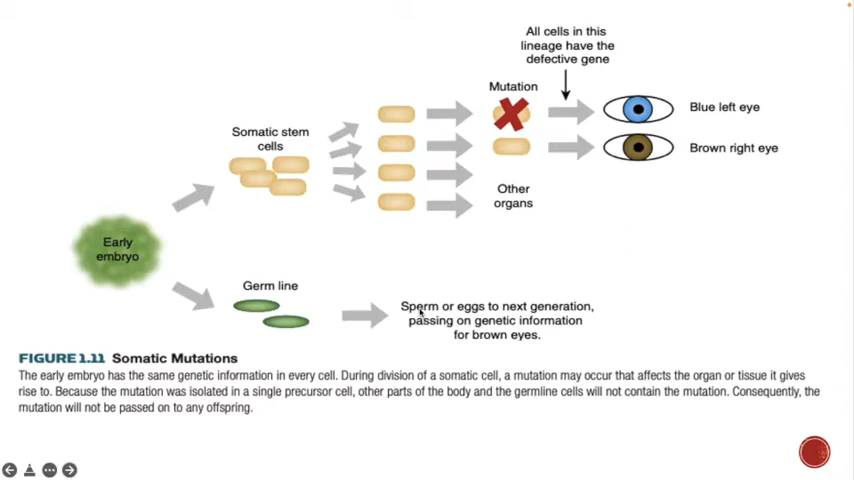 All cells in this
lineage have the
defective gene
Mutation
Blue left eye
Somatic stem
cells
Brown right eye
Other
organs
Early
embryo
Germ line
Sperm or eggs to next generation,
passing on genetic information
for brown eyes.
FIGURE 1.11 Somatic Mutations
The early embryo has the same genetic information in every cell. During division of a somatic cell, a mutation may occur that affects the organ or tissue it gives
rise to. Because the mutation was isolated in a single precursor cell, other parts of the body and the germline cells will not contain the mutation. Consequently, the
mutation will not be passed on to any offspring.